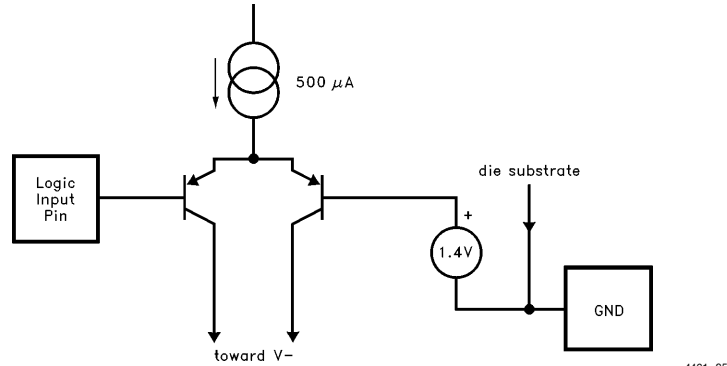 500 μA
Logic
Input
Pin
die substrate
+
1.4V
GND
toward V-